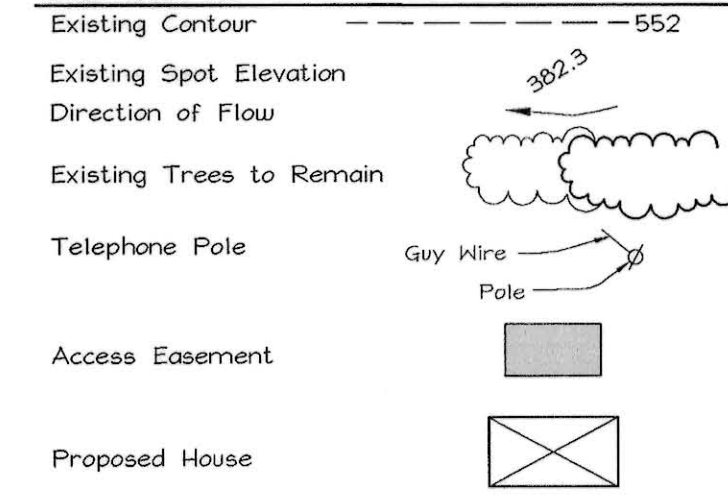 Existing Contour 552
Existing Spot Elevation 382.3
Direction of Flow
Existing Trees to Remain
Telephone Pole
Guy Wire
Pole
Access Easement
Proposed House